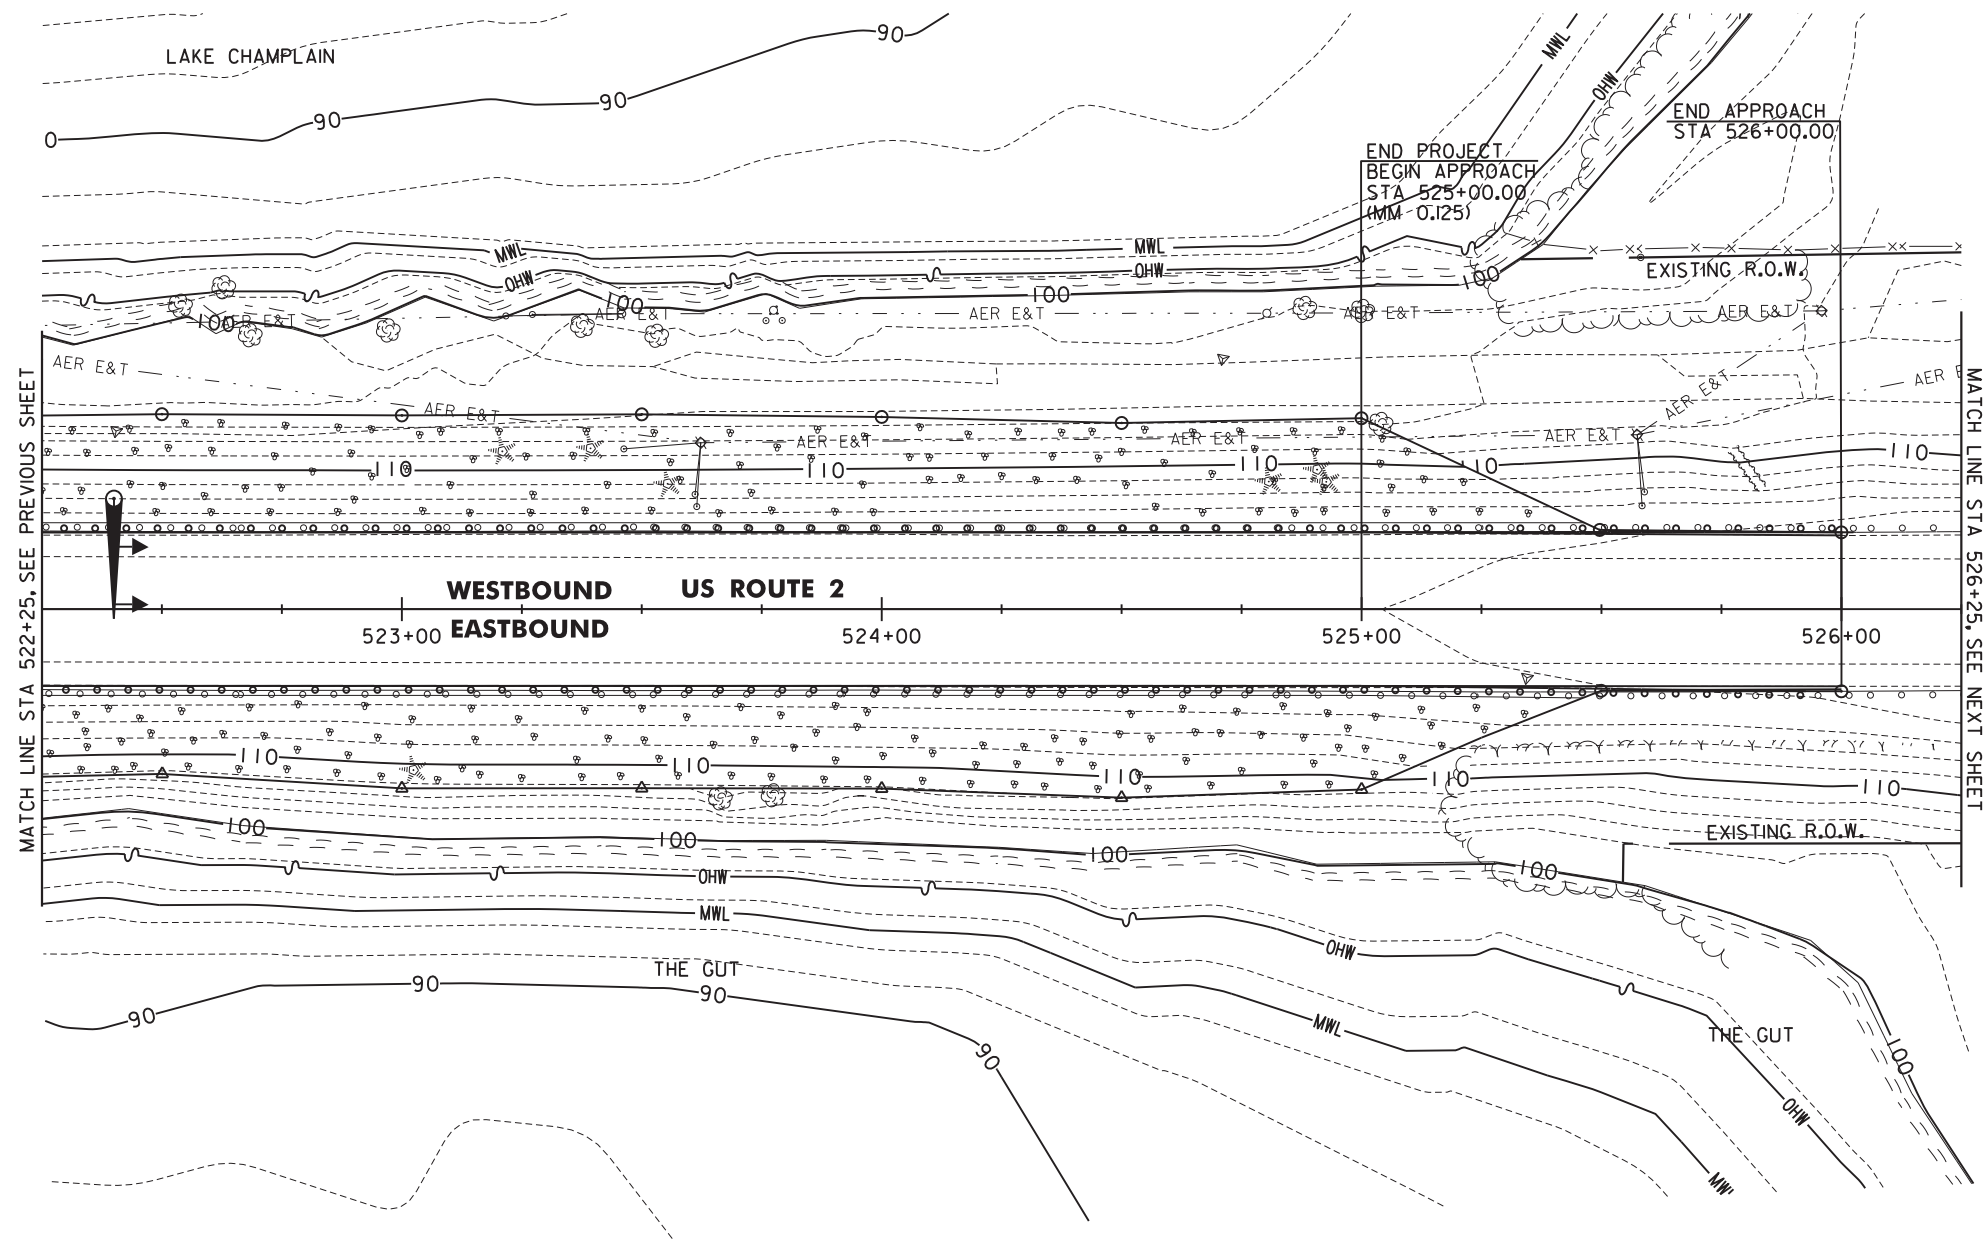 LAKE CHAMPLAIN
90
90
90
0
MWL
OHW
END APPROACH
STA 526+00.00
END PROJECT
BEGIN APPROACH
STA 525+00.00
(MM 0.125)
MWL
OHW
MWL
OHW
EXISTING R.O.W.
100
100
100
100
AER E&T
AER E&T
AER E&T
AER E&T
AER E&T
AER E&T
AER E&T
AER E&T
AER E&T
AER E&T
AER E&T
AER E&T
AER E
110
110
110
110
110
MATCH LINE STA 522+25, SEE PREVIOUS SHEET
MATCH LINE STA 526+25, SEE NEXT SHEET
WESTBOUND US ROUTE 2
EASTBOUND
523+00
524+00
525+00
526+00
110
110
110
110
110
100
100
100
100
EXISTING R.O.W.
OHW
MWL
OHW
THE GUT
90
90
90
90
MWL
THE GUT
100
OHW
MW